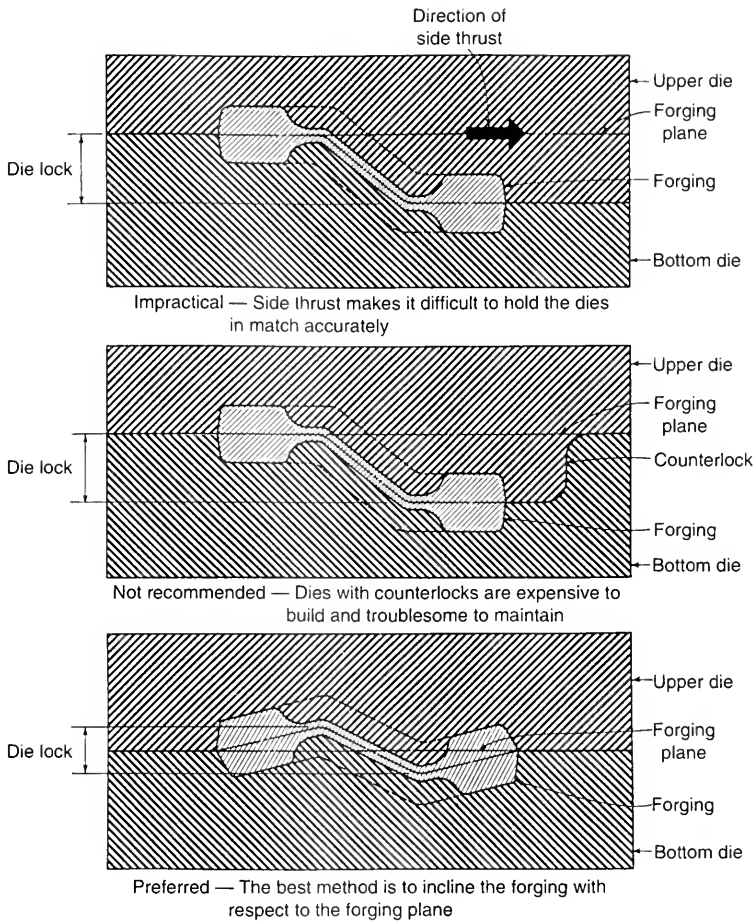 Direction of
side thrust
Upper die
Forging
plane
Die lock
Forging
Bottom die
Impractical — Side thrust makes it difficult to hold the dies
in match accurately
Upper die
Forging
plane
Die lock
Counterlock
Forging
Bottom die
Not recommended — Dies with counterlocks are expensive to
build and troublesome to maintain
Upper die
Forging
plane
Die lock
Forging
Bottom die
Preferred — The best method is to incline the forging with
respect to the forging plane